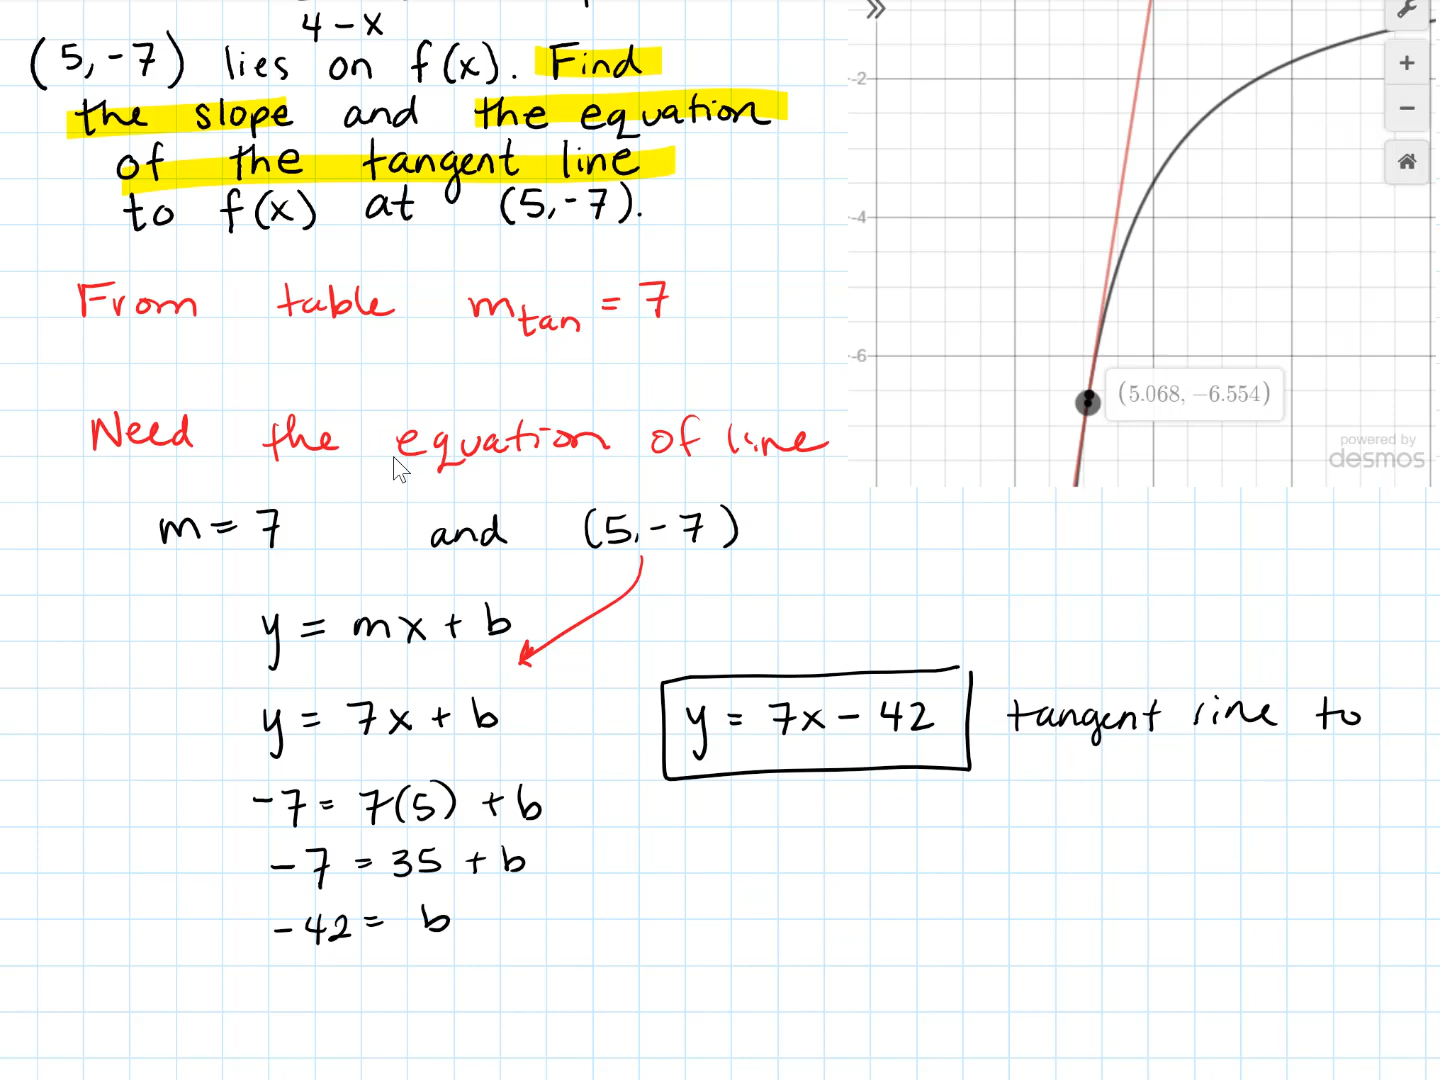 4 - x
(5, -7) lies on f(x). Find
the slope and the equation
of the tangent line
to f(x) at (5, -7).
From table m_tan = 7
Need the equation of line
m = 7 and (5, -7)
y = mx + b
y = 7x + b
y = 7x - 42 tangent line to
-7 = 7(5) + b
-7 = 35 + b
-42 = b
-2
-4
-6
(5.068, −6.554)
powered by
desmos